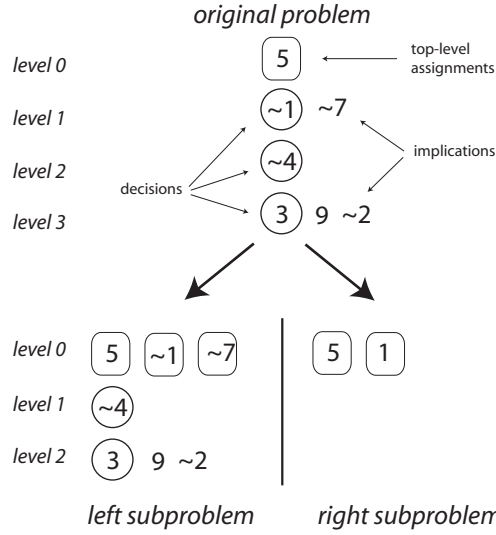 original problem
level 0
5
top-level
assignments
level 1
~1 ~7
implications
level 2
~4
decisions
level 3
3 9 ~2
level 0
5 ~1 ~7
5 1
level 1
~4
level 2
3 9 ~2
left subproblem
right subproblem